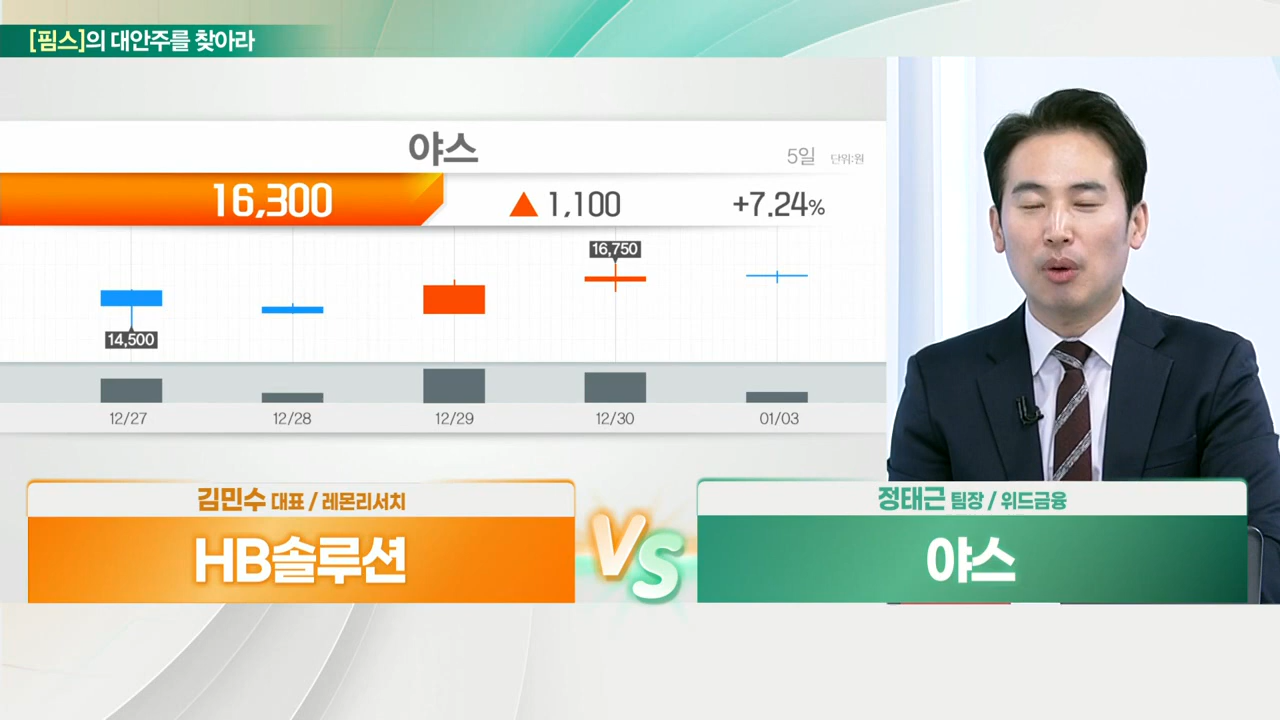 [핌스]의 대안주를 찾아라
야스
5일 단위:원
16,300 ▲ 1,100 +7.24%
16,750
14,500
12/27 12/28 12/29 12/30 01/03
김민수 대표 / 레몬리서치
HB솔루션
VS
정태근 팀장 / 위드금융
야스